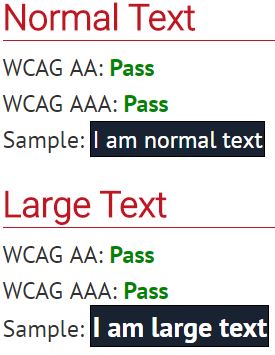 Normal Text
WCAG AA: Pass
WCAG AAA: Pass
Sample: I am normal text
Large Text
WCAG AA: Pass
WCAG AAA: Pass
Sample: I am large text